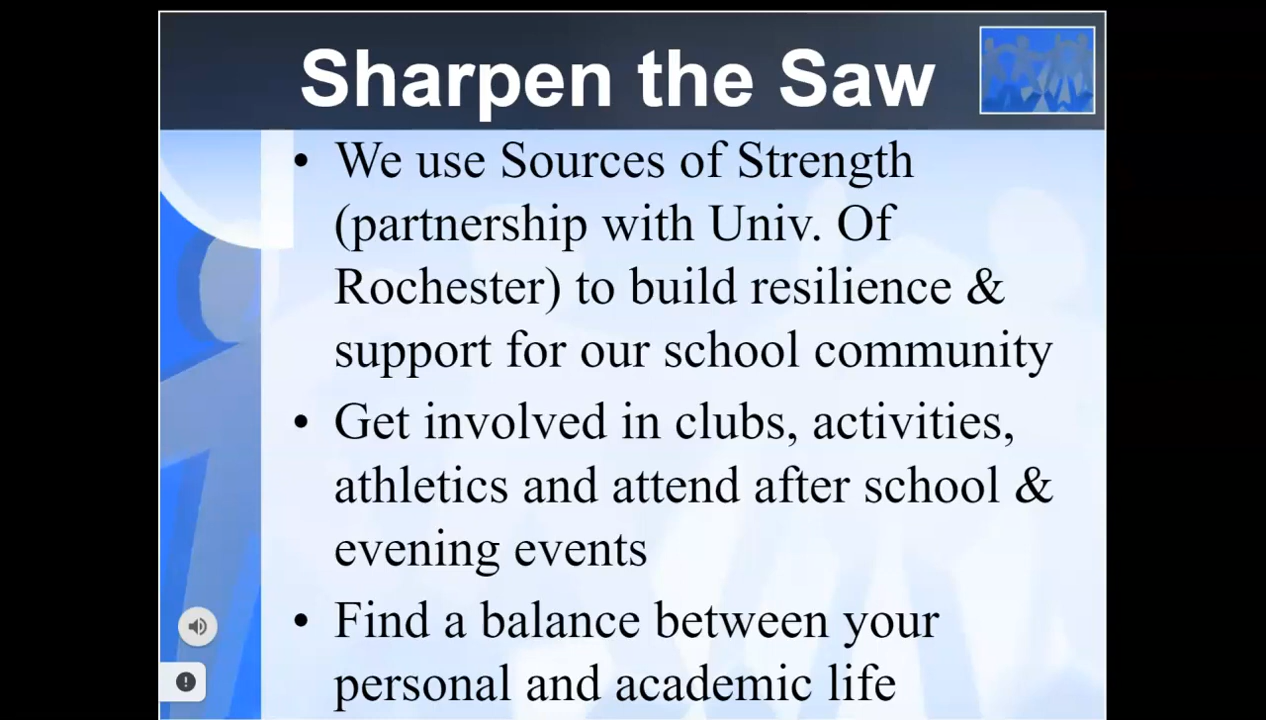 Sharpen the Saw
• We use Sources of Strength
(partnership with Univ. Of
Rochester) to build resilience &
support for our school community
• Get involved in clubs, activities,
athletics and attend after school &
evening events
• Find a balance between your
personal and academic life